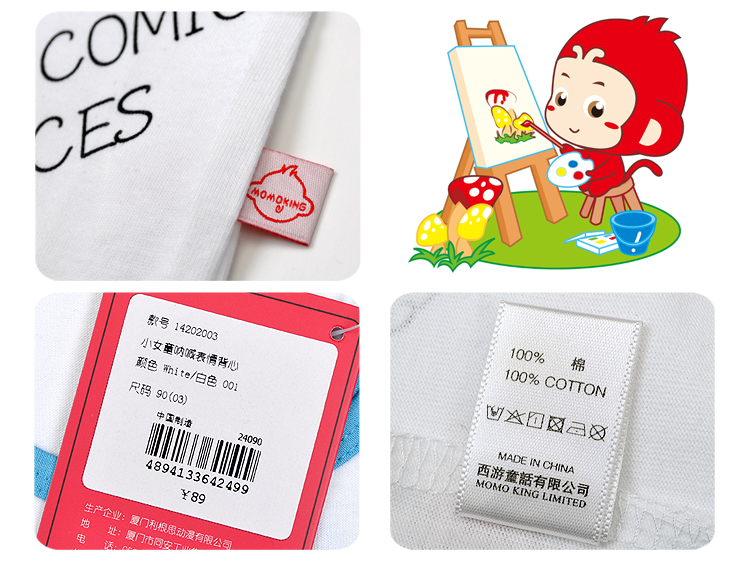 COMIC
CES
MOMOKING
款号 14202003
小女童呐喊表情背心
颜色 White/白色 001
尺码 90(03)
中国制造
24090
4894133642499
￥89
生产企业：厦门利根思动漫有限公司
地 址：厦门市同安工业
电 话：
100% 棉
100% COTTON
MADE IN CHINA
西游童話有限公司
MOMO KING LIMITED